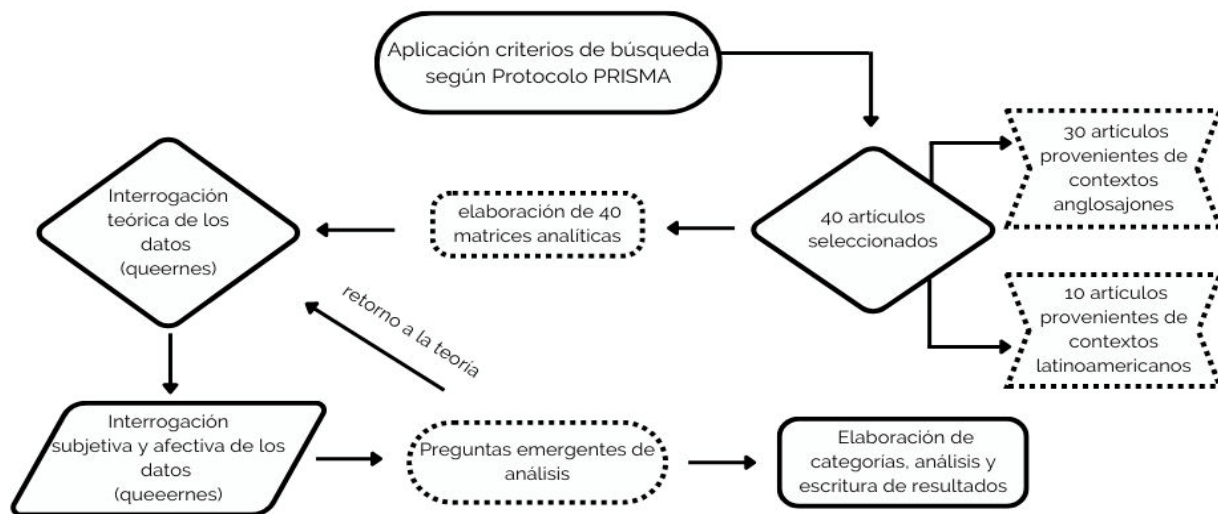 Aplicación criterios de búsqueda
según Protocolo PRISMA
30 artículos
provenientes de
contextos
anglosajones
40 artículos
seleccionados
10 artículos
provenientes de
contextos
latinoamericanos
elaboración de 40
matrices analíticas
Interrogación
teórica de los
datos
(queernes)
retorno a la teoría
Interrogación
subjetiva y afectiva de los
datos
(queeernes)
Preguntas emergentes de
análisis
Elaboración de
categorías, análisis y
escritura de resultados